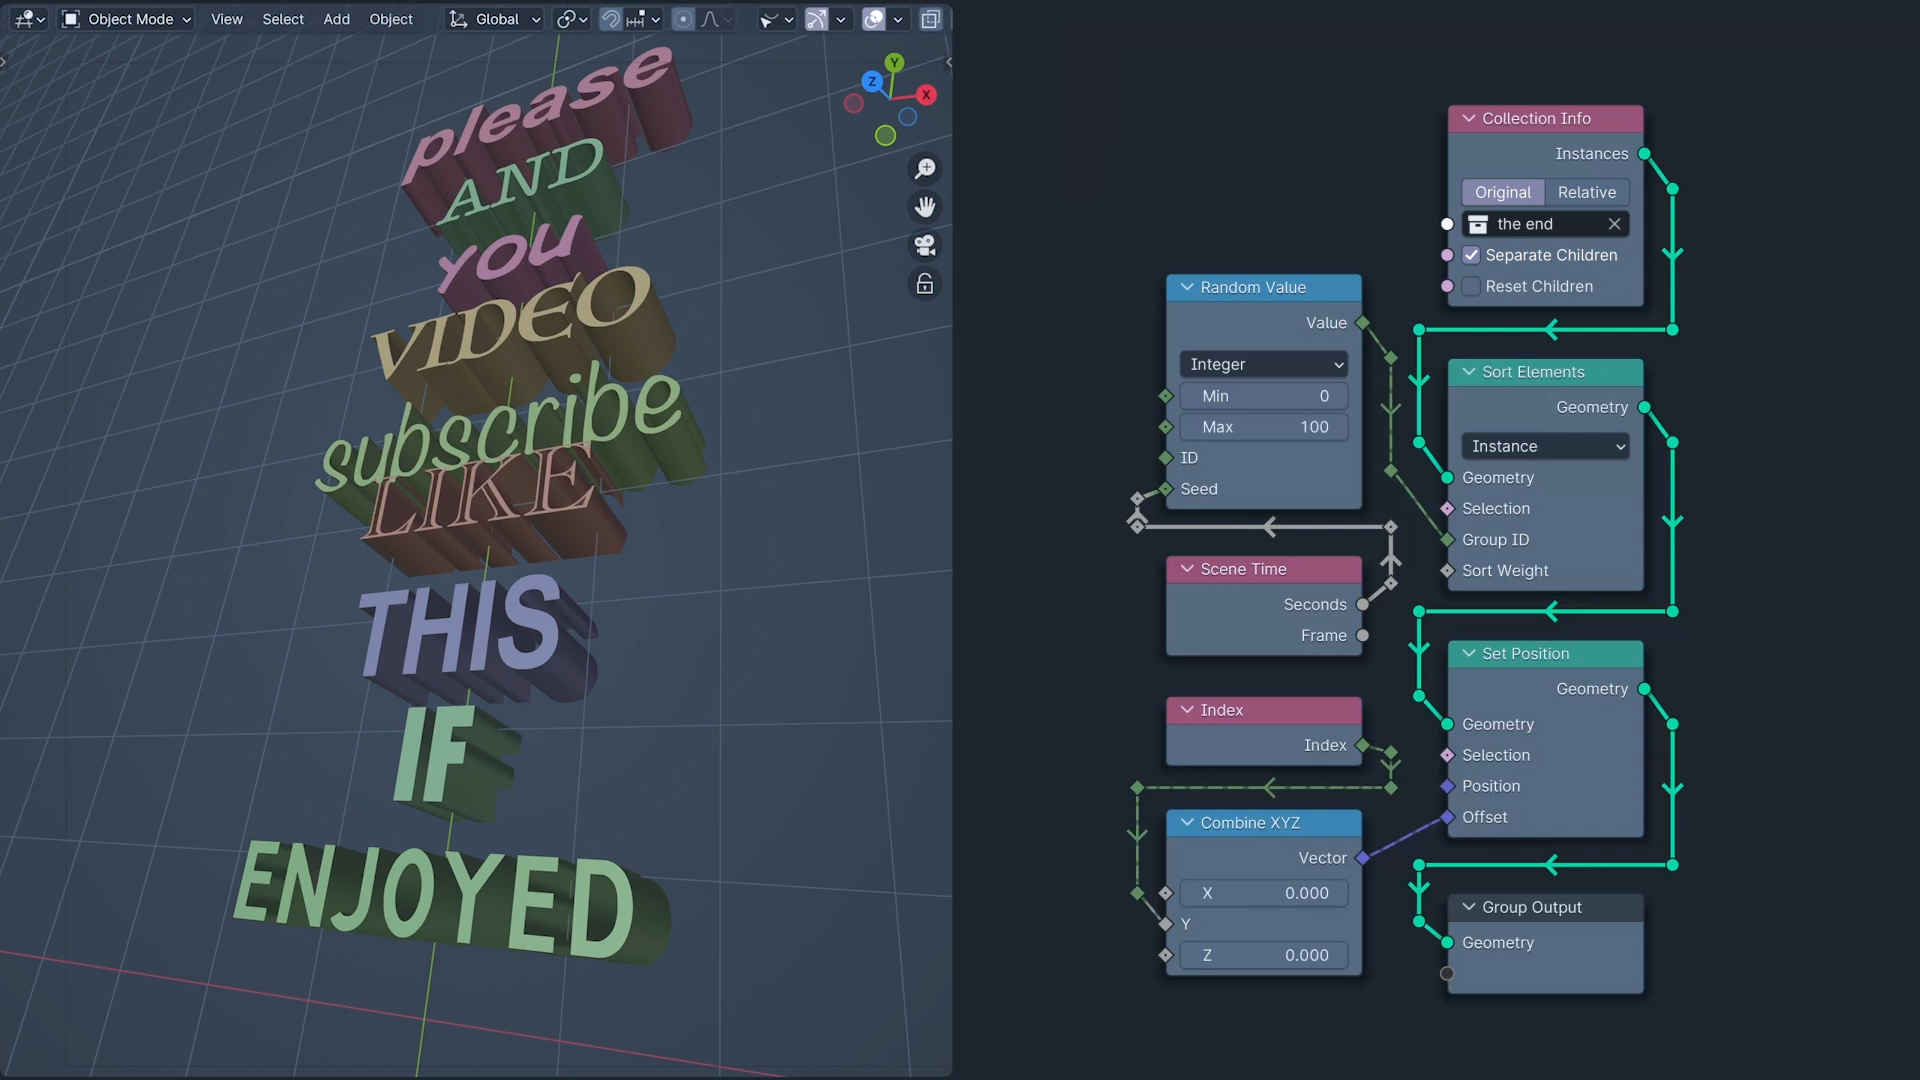 Object Mode
View
Select
Add
Object
Global
Y
Z
X
please
AND
you
VIDEO
subscribe
LIKE
THIS
IF
ENJOYED
Random Value
Value
Integer
Min 0
Max 100
ID
Seed
Scene Time
Seconds
Frame
Index
Index
Combine XYZ
Vector
X 0.000
Y
Z 0.000
Collection Info
Instances
Original Relative
the end
Separate Children
Reset Children
Sort Elements
Geometry
Instance
Geometry
Selection
Group ID
Sort Weight
Set Position
Geometry
Geometry
Selection
Position
Offset
Group Output
Geometry